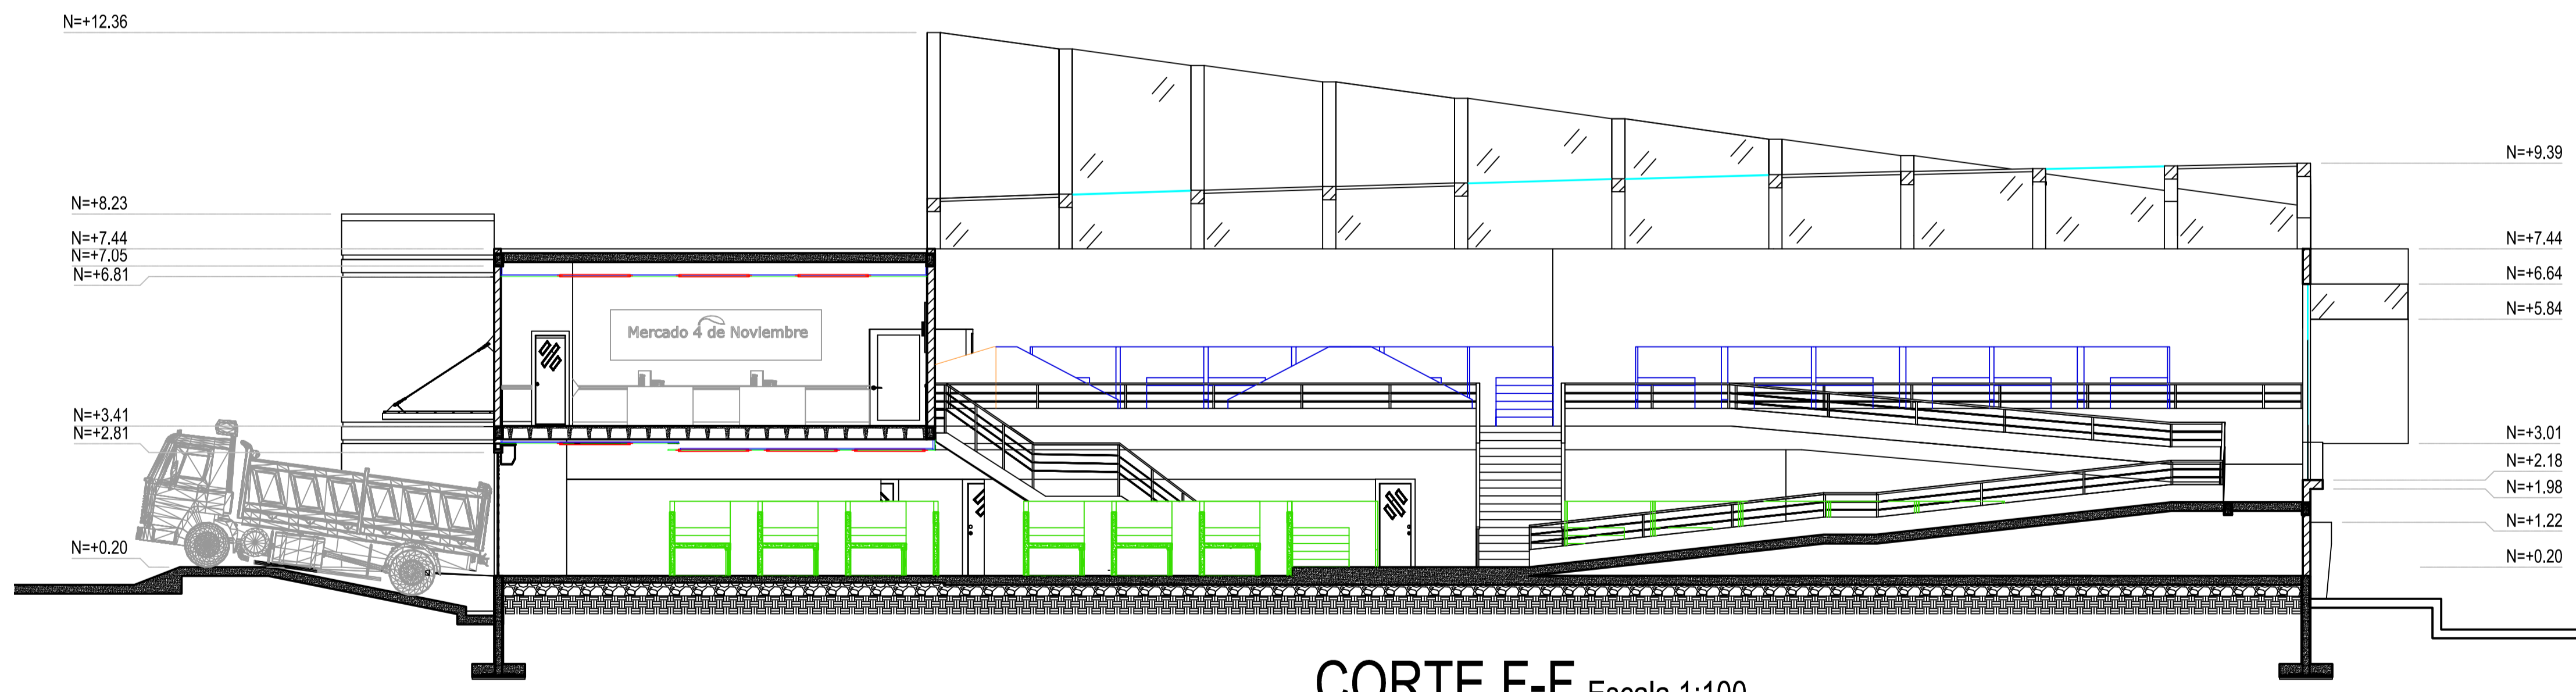 N=+12.36
N=+8.23
N=+7.44
N=+7.05
N=+6.81
N=+3.41
N=+2.81
N=+0.20
Mercado 4 de Noviembre
N=+9.39
N=+7.44
N=+6.64
N=+5.84
N=+3.01
N=+2.18
N=+1.98
N=+1.22
N=+0.20
CORTE Escala 1:100